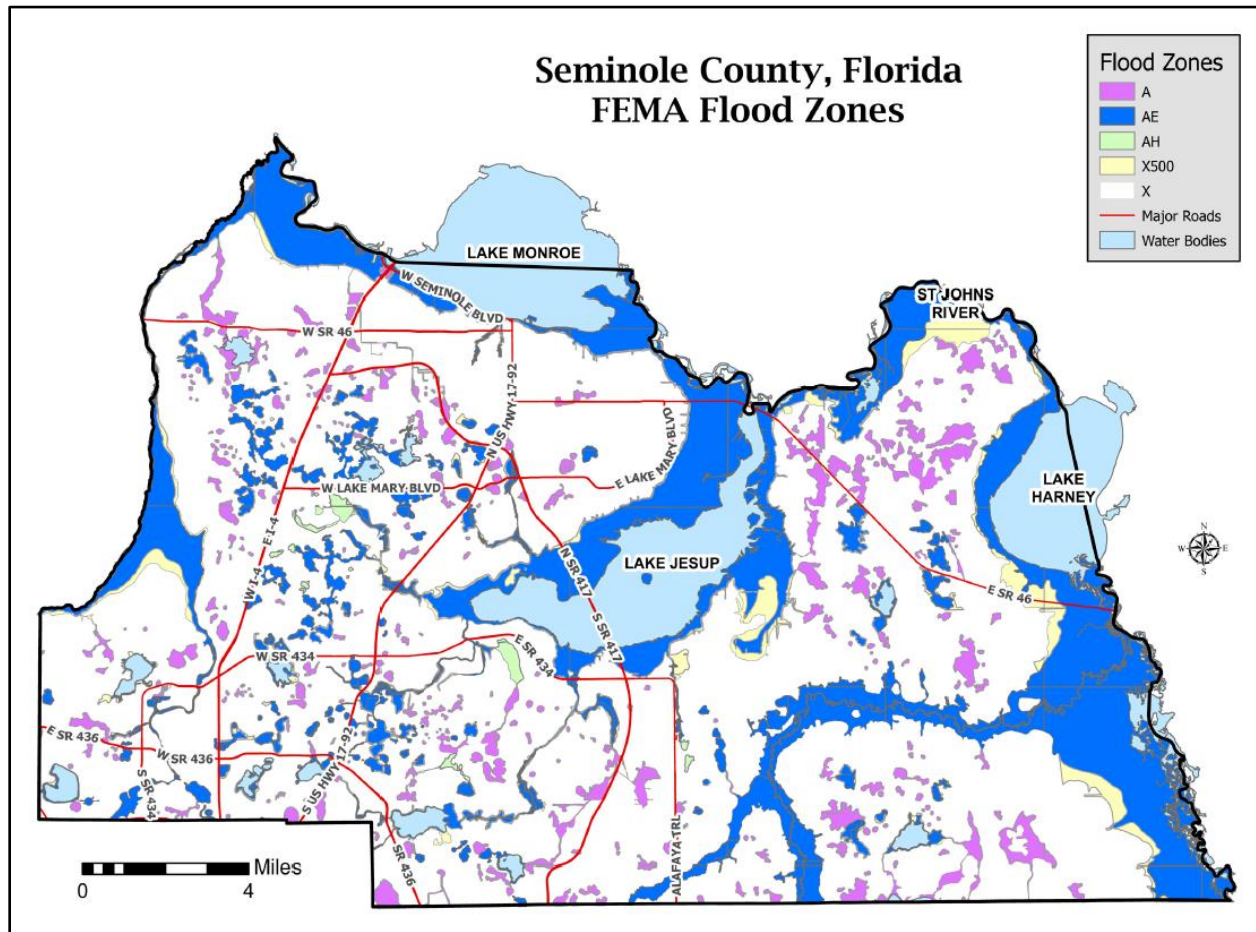 Seminole County, Florida
FEMA Flood Zones
Flood Zones
A
AE
AH
X500
X
Major Roads
Water Bodies
LAKE MONROE
W SEMINOLE BLVD
ST JOHNS
RIVER
W SR 46
N US HWY 17-92
E LAKE MARY BLVD
W LAKE MARY BLVD
LAKE
HARNEY
N
W
E
S
E I-4
W I-4
LAKE JESUP
N SR 417
S SR 417
E SR 46
W SR 434
E SR 434
E SR 436
W SR 436
S SR 434
S US HWY 17-92
SR 436
ALAFAYA TRL
Miles
0
4